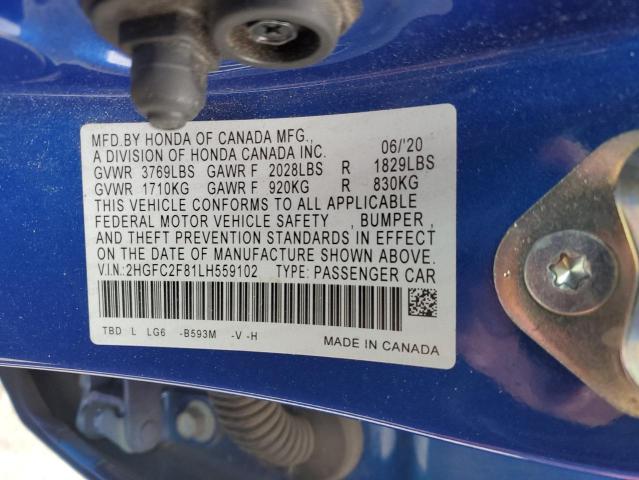 MFD.BY HONDA OF CANADA MFG., 06/'20
A DIVISION OF HONDA CANADA INC.
GVWR 3769LBS GAWR F 2028LBS R 1829LBS
GVWR 1710KG GAWR F 920KG R 830KG
THIS VEHICLE CONFORMS TO ALL APPLICABLE
FEDERAL MOTOR VEHICLE SAFETY , BUMPER,
AND THEFT PREVENTION STANDARDS IN EFFECT
ON THE DATE OF MANUFACTURE SHOWN ABOVE.
V.I.N.:2HGFC2F81LH559102 TYPE: PASSENGER CAR
TBD L LG6 -B593M -V -H
MADE IN CANADA